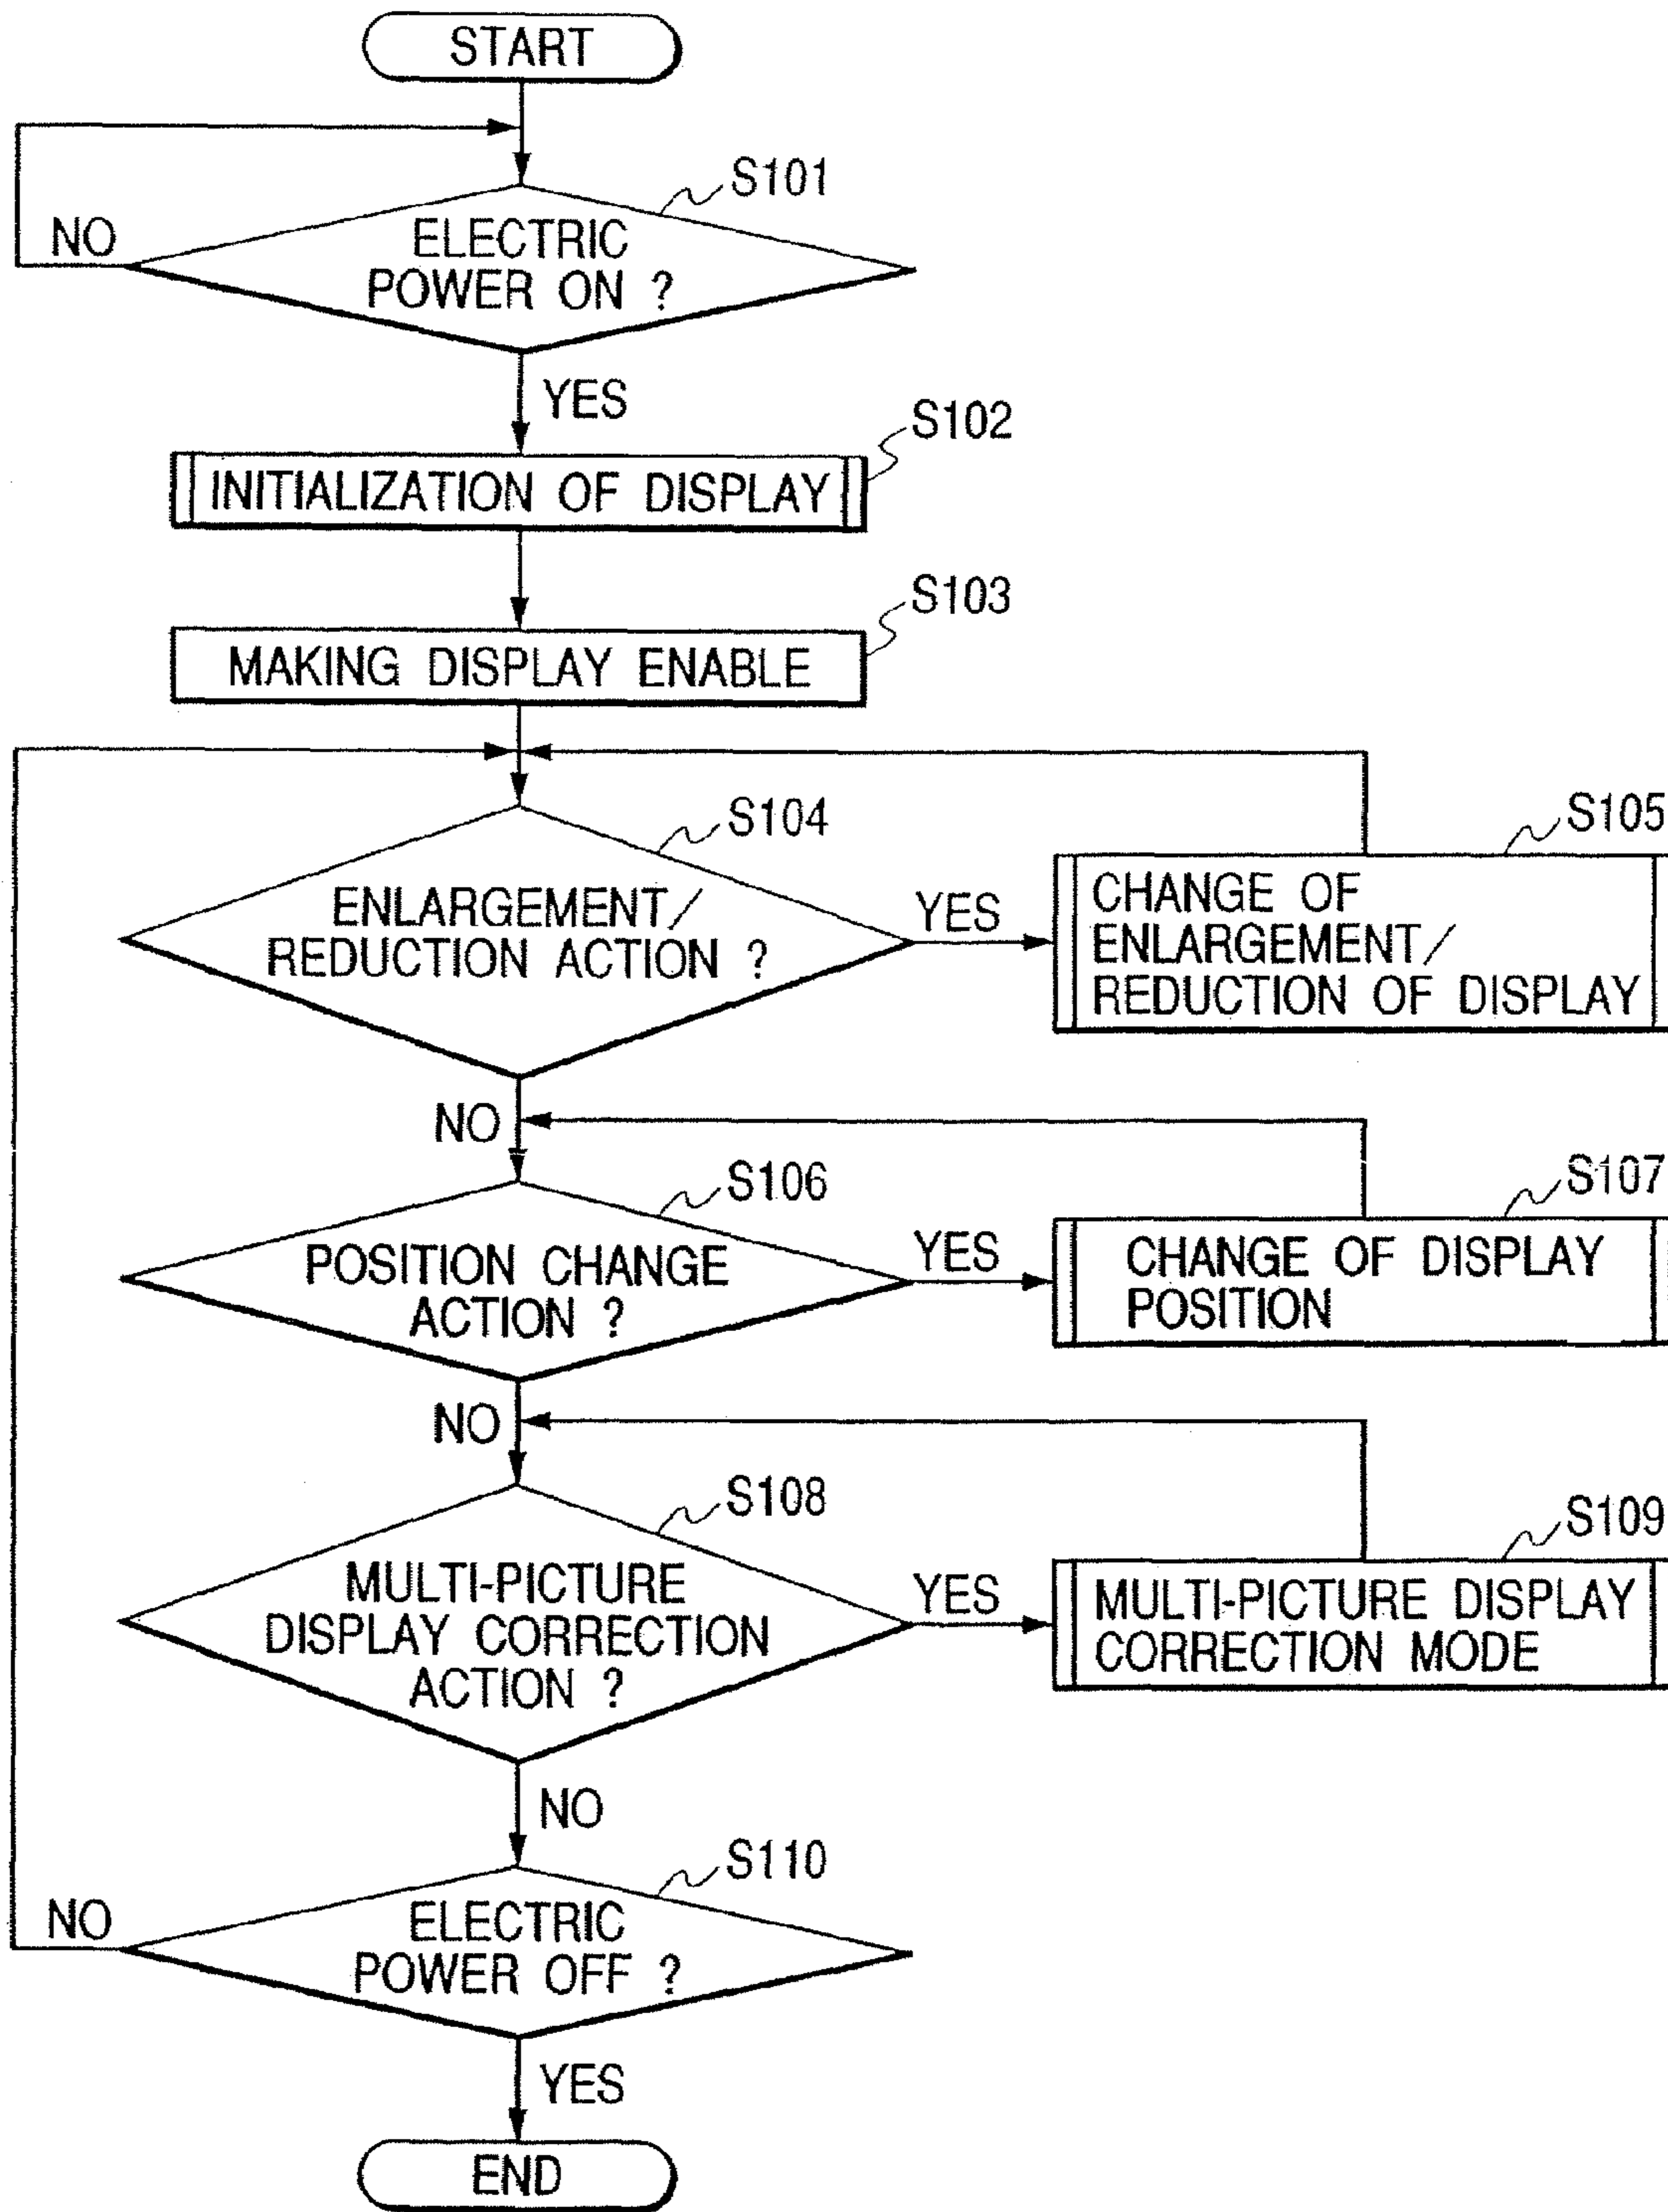 START
S101
NO
ELECTRIC
POWER ON ?
YES
S102
INITIALIZATION OF DISPLAY
S103
MAKING DISPLAY ENABLE
S104
ENLARGEMENT/
REDUCTION ACTION ?
YES
S105
CHANGE OF
ENLARGEMENT/
REDUCTION OF DISPLAY
NO
S106
POSITION CHANGE
ACTION ?
YES
S107
CHANGE OF DISPLAY
POSITION
NO
S108
MULTI-PICTURE
DISPLAY CORRECTION
ACTION ?
YES
S109
MULTI-PICTURE DISPLAY
CORRECTION MODE
NO
S110
NO
ELECTRIC
POWER OFF ?
YES
END